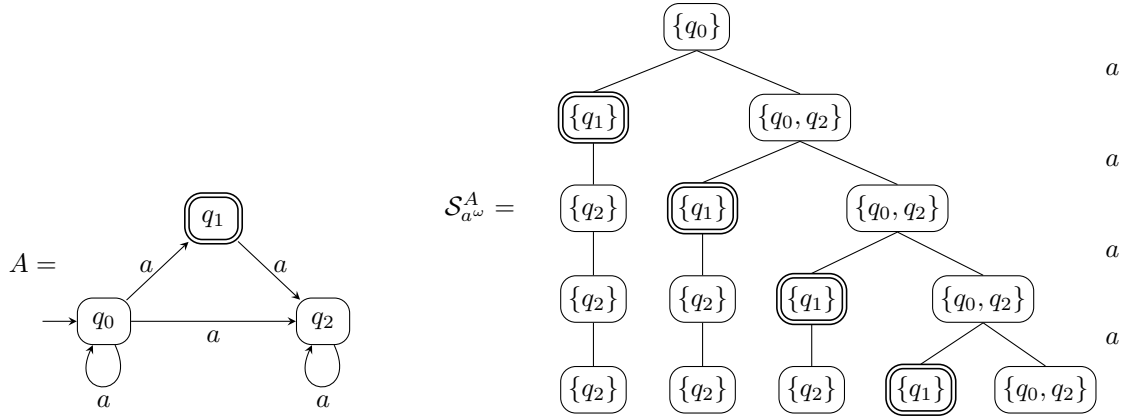 {q₀}
a
{q₁} {q₀, q₂}
a
q₁
𝒮ᴬ_{a^ω} =
{q₂} {q₁} {q₀, q₂}
A =
a a
a
{q₂} {q₂} {q₁} {q₀, q₂}
q₀ q₂
a
a
{q₂} {q₂} {q₂} {q₁} {q₀, q₂}
a a